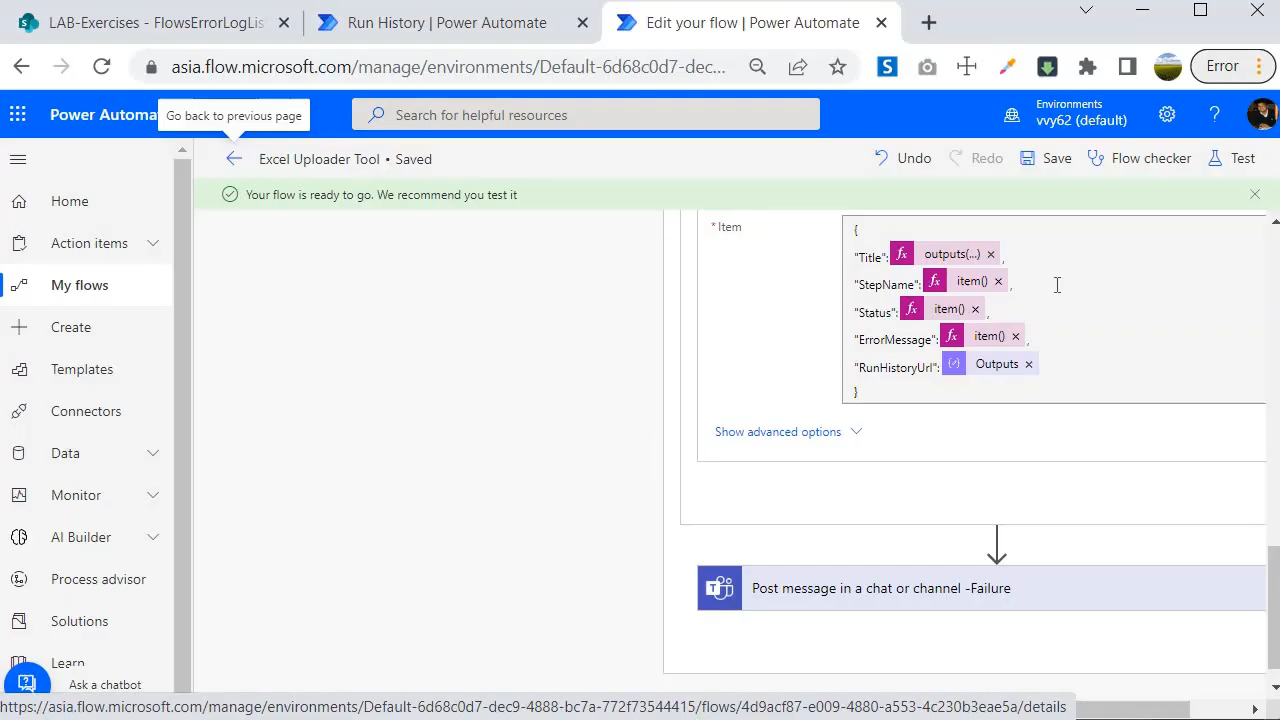 LAB-Exercises - FlowsErrorLogLis
Run History | Power Automate
Edit your flow | Power Automate
asia.flow.microsoft.com/manage/environments/Default-6d68c0d7-dec...
S
Error
Power Automa
Go back to previous page
Search for helpful resources
Environments
vvy62 (default)
Excel Uploader Tool • Saved
Undo
Redo
Save
Flow checker
Test
Your flow is ready to go. We recommend you test it
Home
Action items
My flows
Create
Templates
Connectors
Data
Monitor
AI Builder
Process advisor
Solutions
Learn
Ask a chatbot
* Item
{
"Title": fx outputs(...) ,
"StepName": fx item() ,
"Status": fx item() ,
"ErrorMessage": fx item() ,
"RunHistoryUrl": Outputs
}
Show advanced options
Post message in a chat or channel -Failure
https://asia.flow.microsoft.com/manage/environments/Default-6d68c0d7-dec9-4888-bc7a-772f73544415/flows/4d9acf87-e009-4880-a553-4c230b3eae5a/details